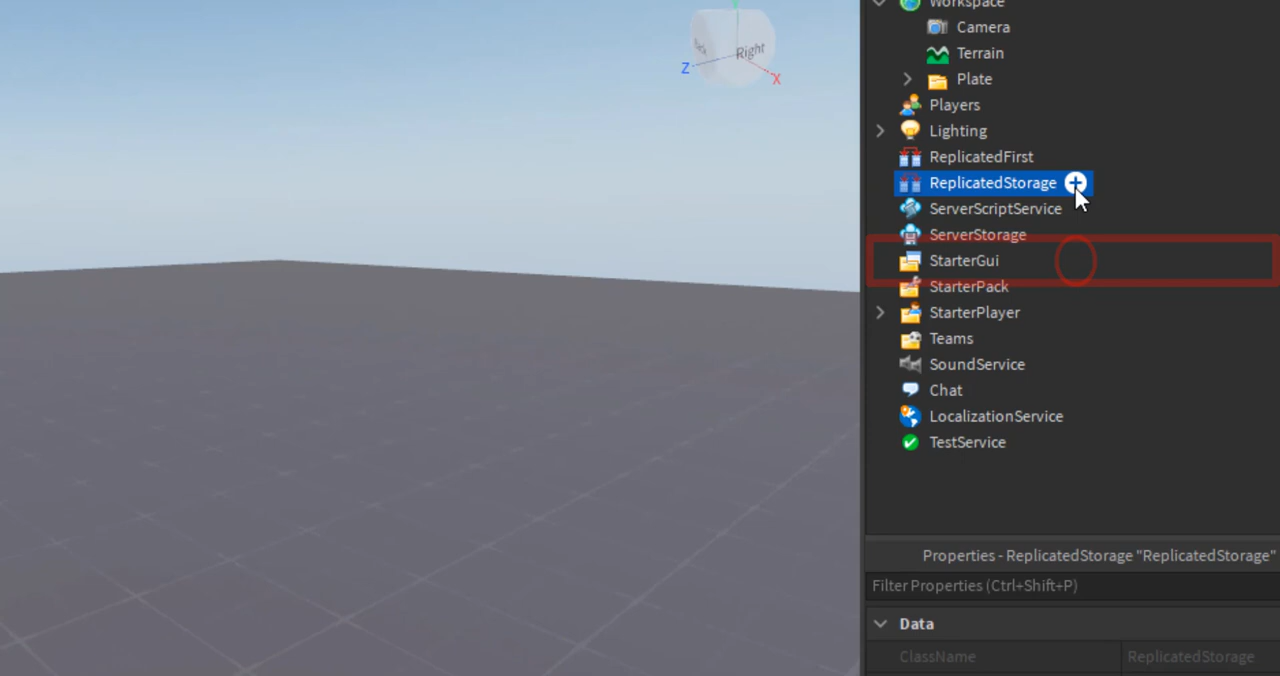 Workspace
Camera
Terrain
Plate
Players
Lighting
ReplicatedFirst
ReplicatedStorage
ServerScriptService
ServerStorage
StarterGui
StarterPack
StarterPlayer
Teams
SoundService
Chat
LocalizationService
TestService
Back
Right
Z
X
Properties - ReplicatedStorage "ReplicatedStorage"
Filter Properties (Ctrl+Shift+P)
Data
ClassName ReplicatedStorage